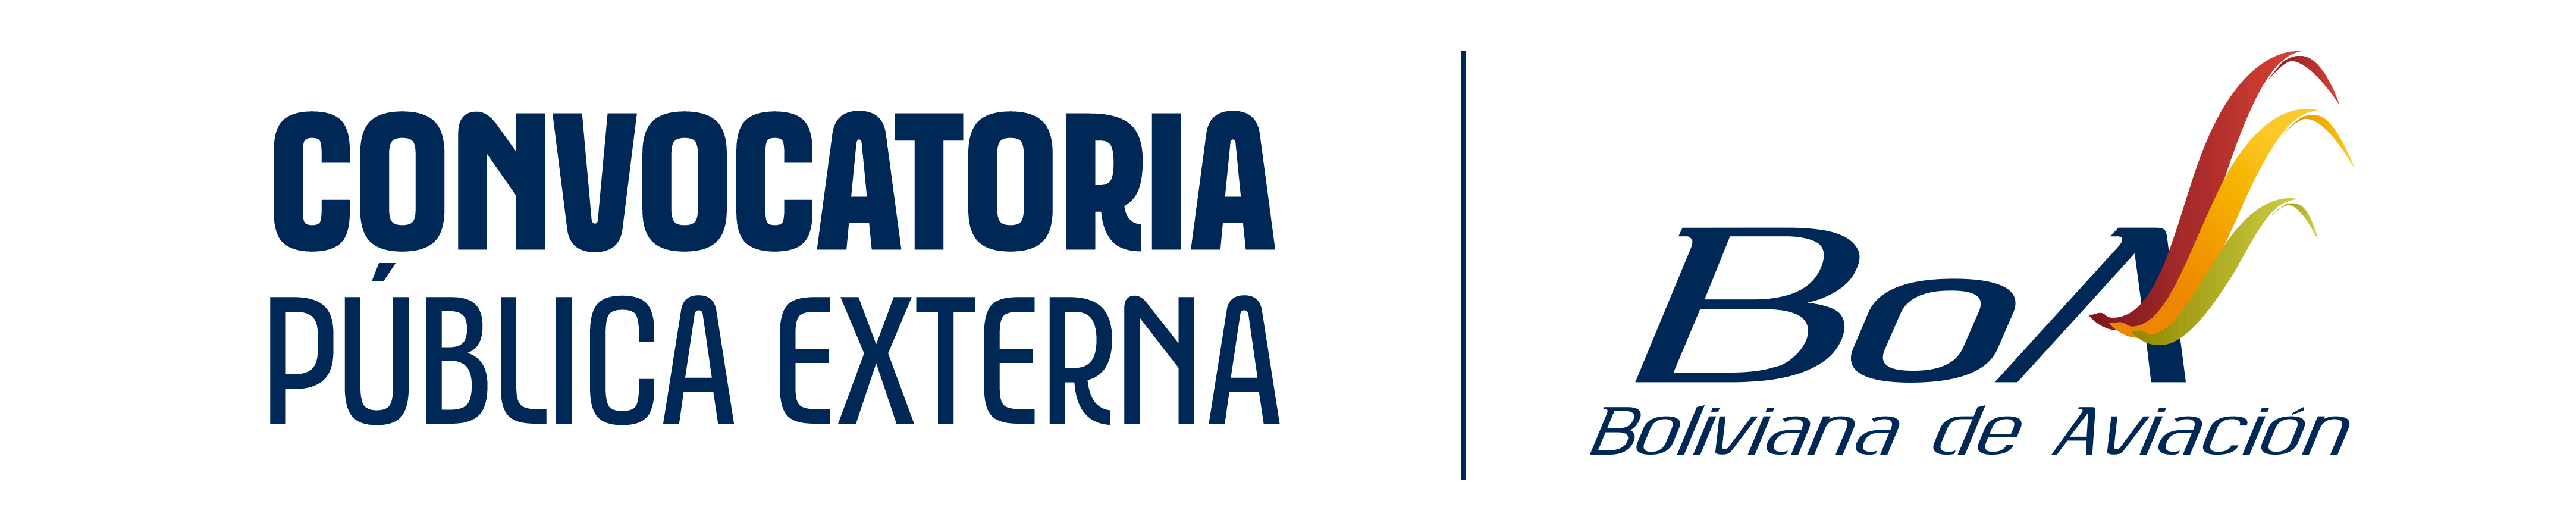 CONVOCATORIA
PÚBLICA EXTERNA
BoA
Boliviana de Aviación